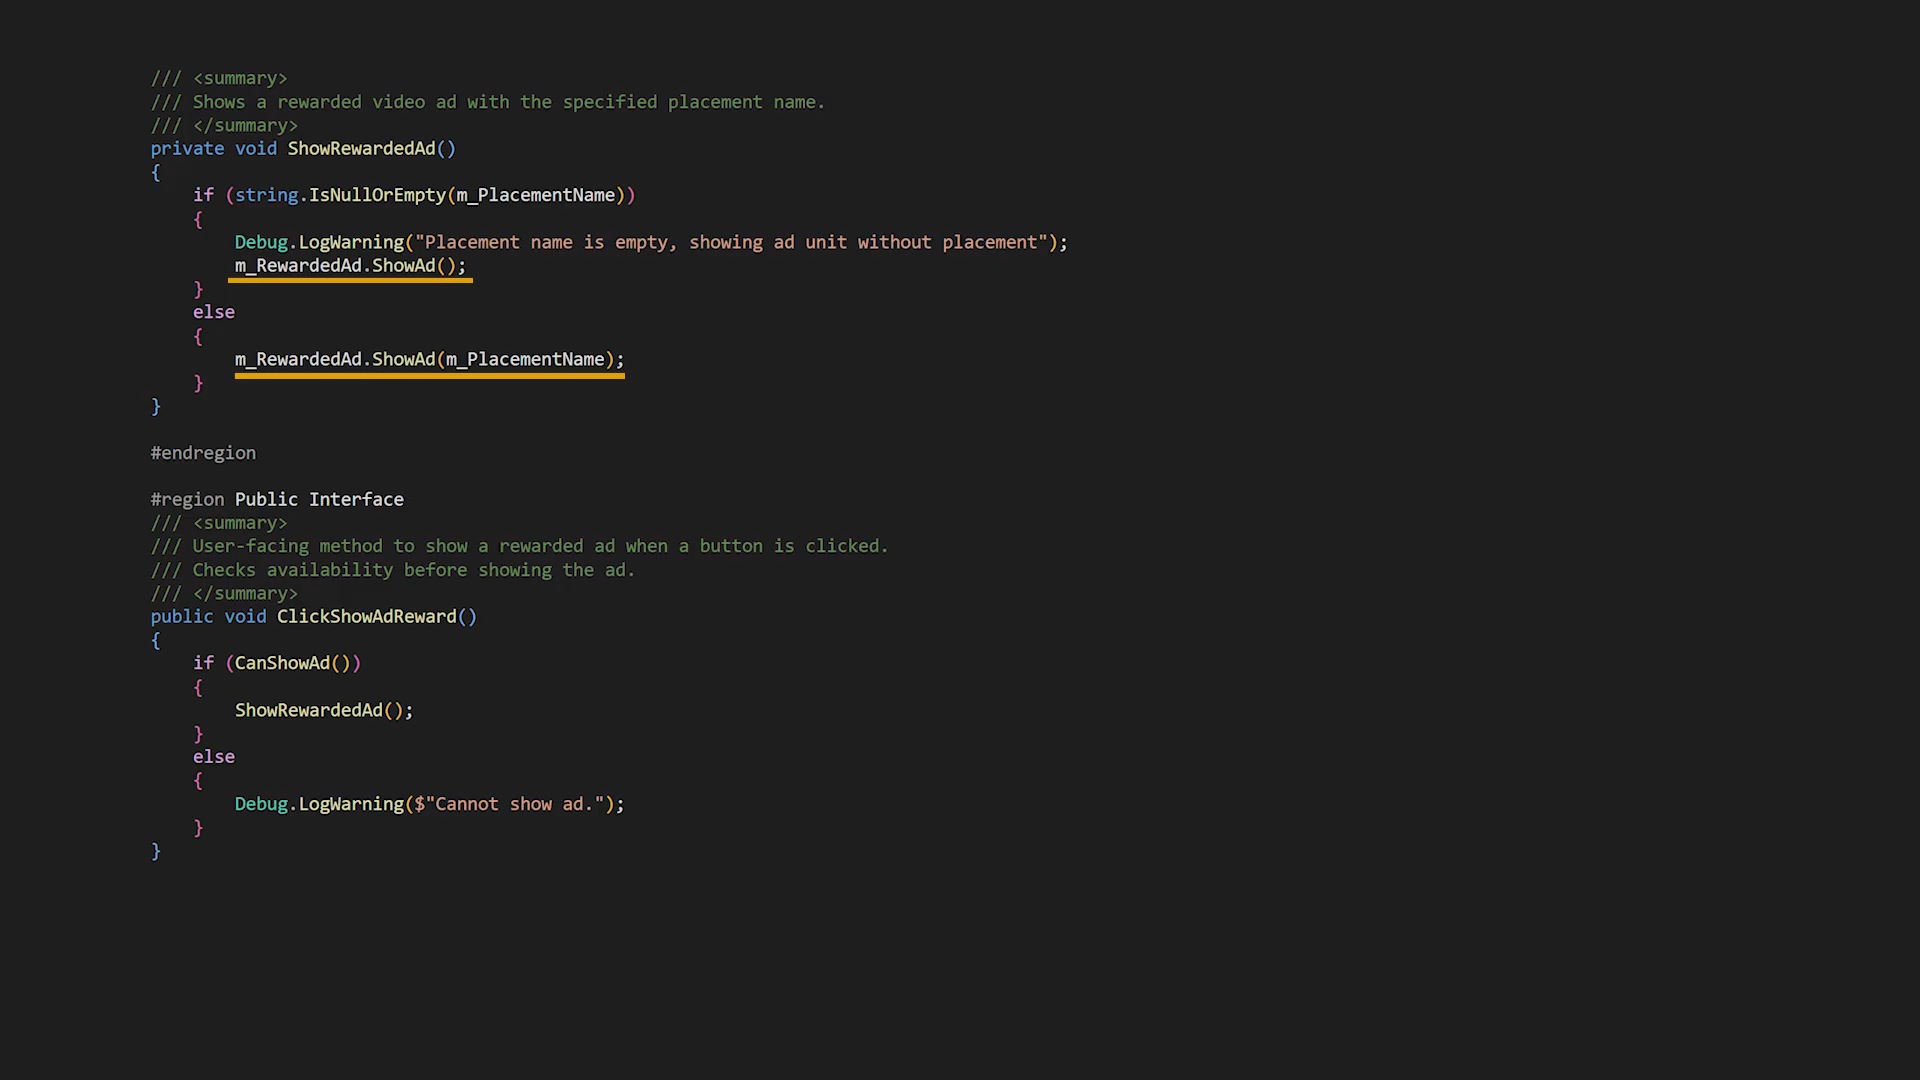 /// <summary>
/// Shows a rewarded video ad with the specified placement name.
/// </summary>
private void ShowRewardedAd()
{
    if (string.IsNullOrEmpty(m_PlacementName))
    {
        Debug.LogWarning("Placement name is empty, showing ad unit without placement");
        m_RewardedAd.ShowAd();
    }
    else
    {
        m_RewardedAd.ShowAd(m_PlacementName);
    }
}

#endregion

#region Public Interface
/// <summary>
/// User-facing method to show a rewarded ad when a button is clicked.
/// Checks availability before showing the ad.
/// </summary>
public void ClickShowAdReward()
{
    if (CanShowAd())
    {
        ShowRewardedAd();
    }
    else
    {
        Debug.LogWarning($"Cannot show ad.");
    }
}